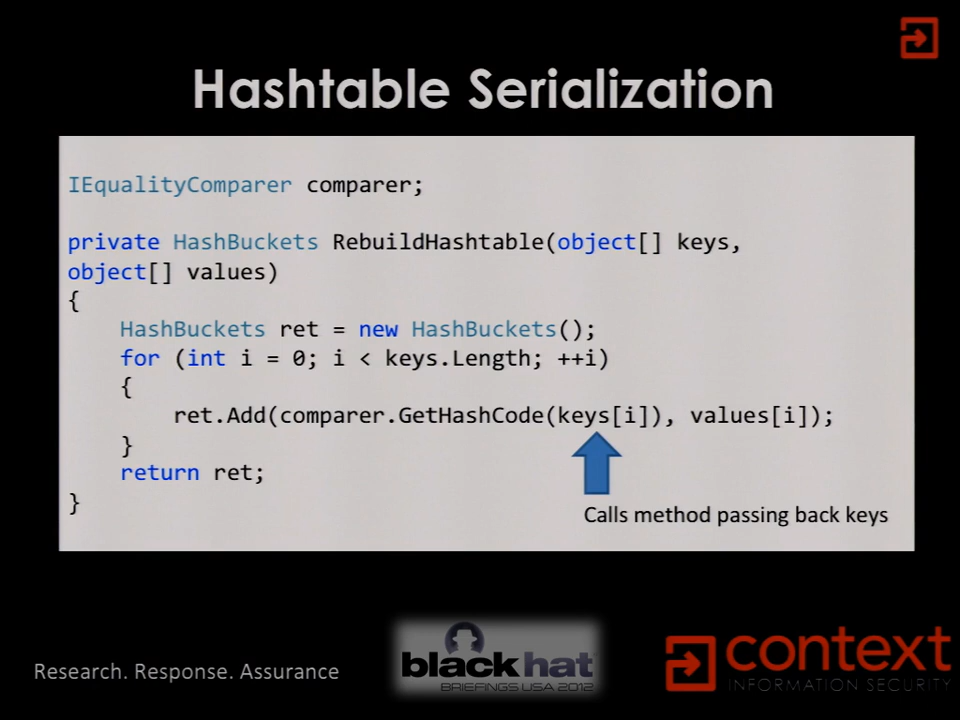 Hashtable Serialization
IEqualityComparer comparer;
private HashBuckets RebuildHashtable(object[] keys,
object[] values)
{
HashBuckets ret = new HashBuckets();
for (int i = 0; i < keys.Length; ++i)
{
ret.Add(comparer.GetHashCode(keys[i]), values[i]);
}
return ret;
}
Calls method passing back keys
Research. Response. Assurance
black hat
BRIEFINGS USA 2012
context
INFORMATION SECURITY